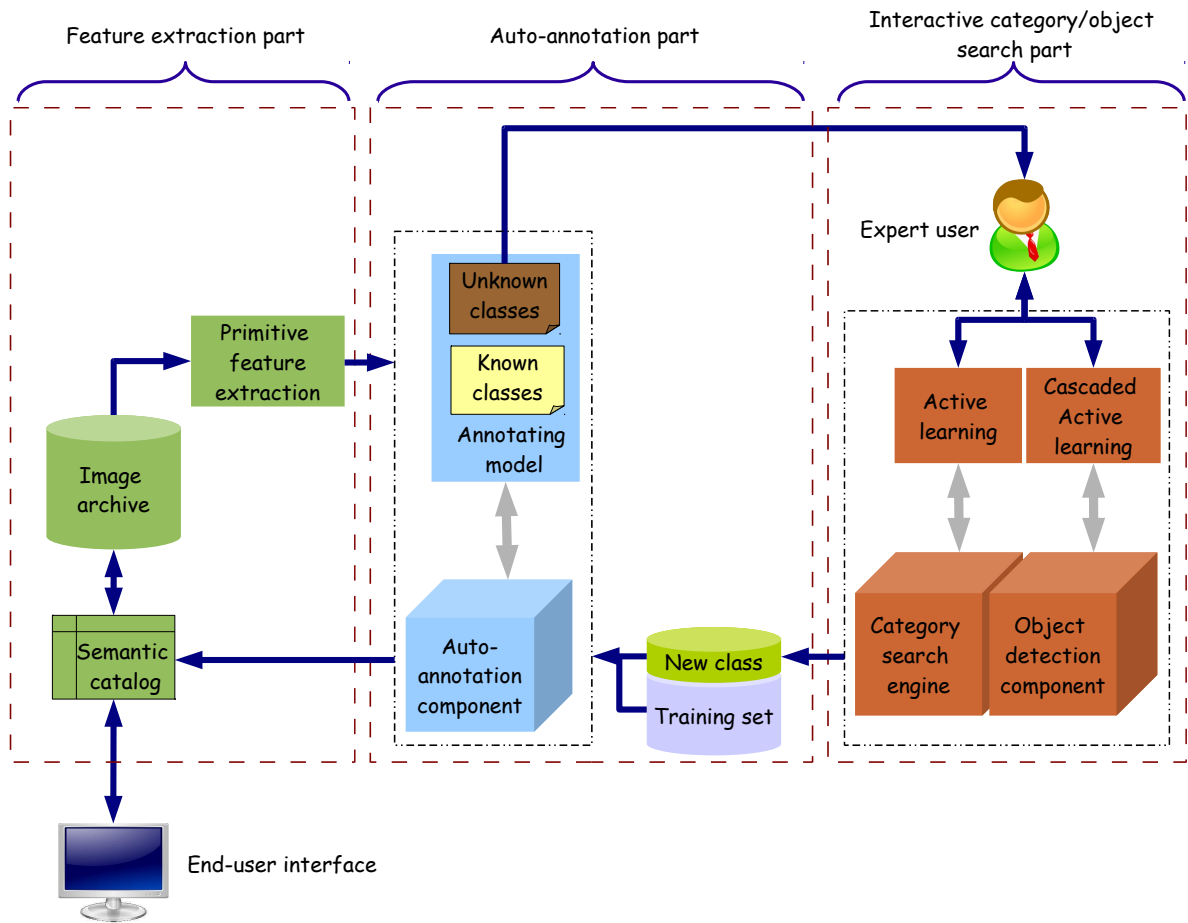 Feature extraction part
Auto-annotation part
Interactive category/object
search part
Expert user
Unknown
classes
Known
classes
Annotating
model
Primitive
feature
extraction
Image
archive
Semantic
catalog
Auto-
annotation
component
New class
Training set
Active
learning
Cascaded
Active
learning
Category
search
engine
Object
detection
component
End-user interface